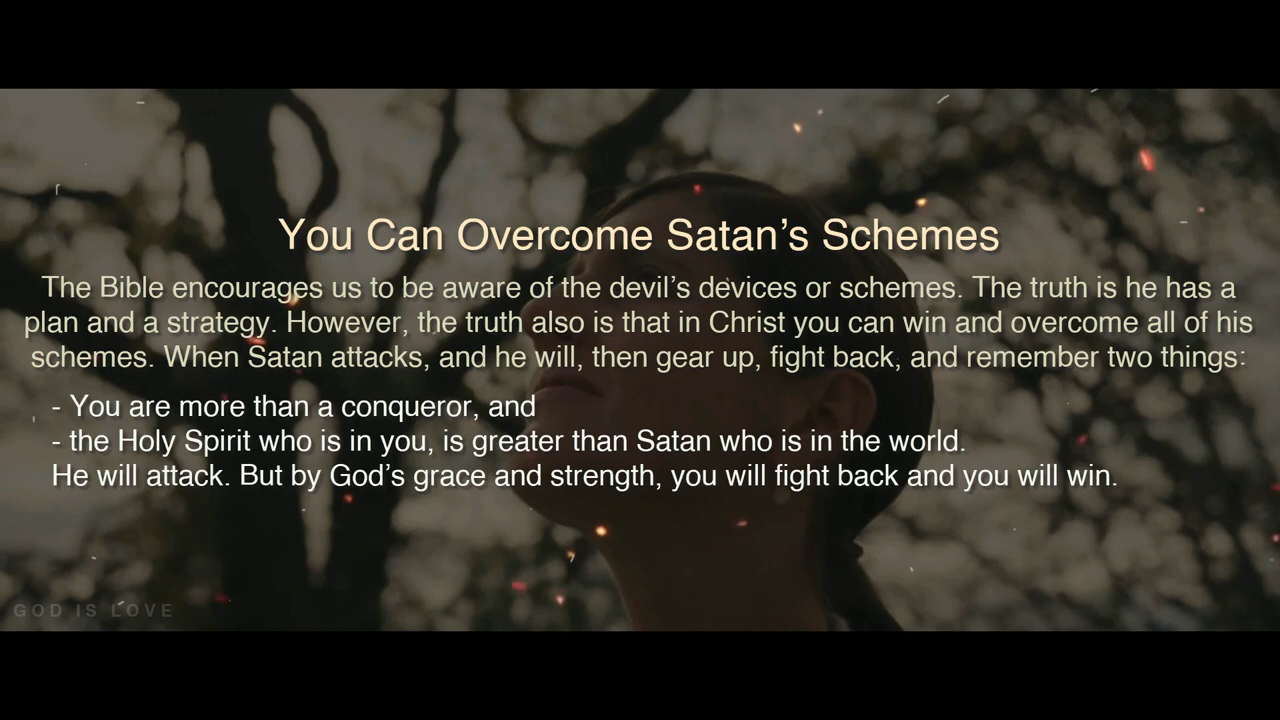 You Can Overcome Satan’s Schemes
The Bible encourages us to be aware of the devil’s devices or schemes. The truth is he has a
plan and a strategy. However, the truth also is that in Christ you can win and overcome all of his
schemes. When Satan attacks, and he will, then gear up, fight back, and remember two things:
- You are more than a conqueror, and
- the Holy Spirit who is in you, is greater than Satan who is in the world.
He will attack. But by God’s grace and strength, you will fight back and you will win.
GOD IS LOVE